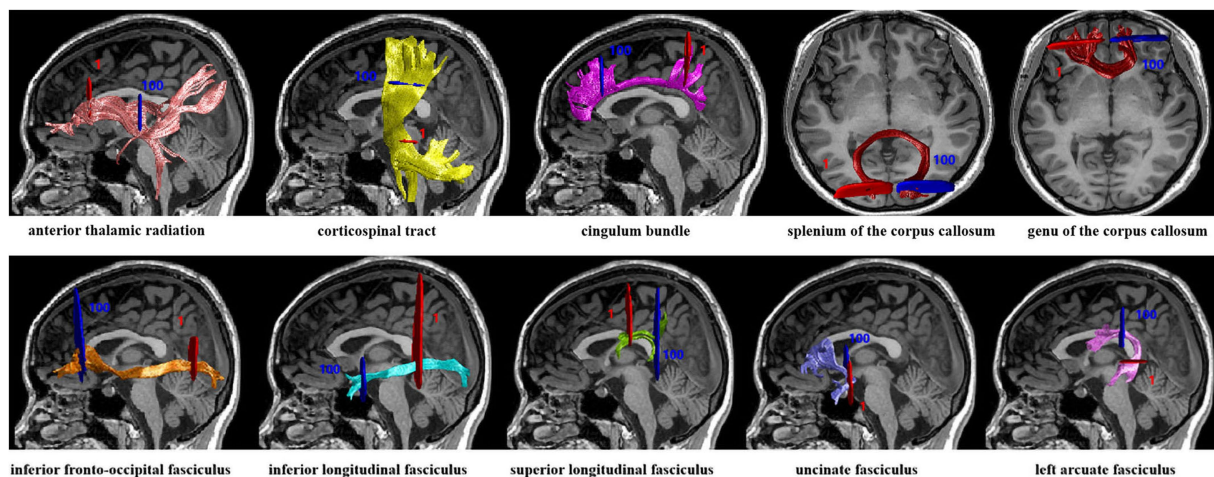 1
100
100
1
100
1
1
100
1
100
anterior thalamic radiation
corticospinal tract
cingulum bundle
splenium of the corpus callosum
genu of the corpus callosum
100
1
100
1
1
100
100
1
100
1
inferior fronto-occipital fasciculus
inferior longitudinal fasciculus
superior longitudinal fasciculus
uncinate fasciculus
left arcuate fasciculus